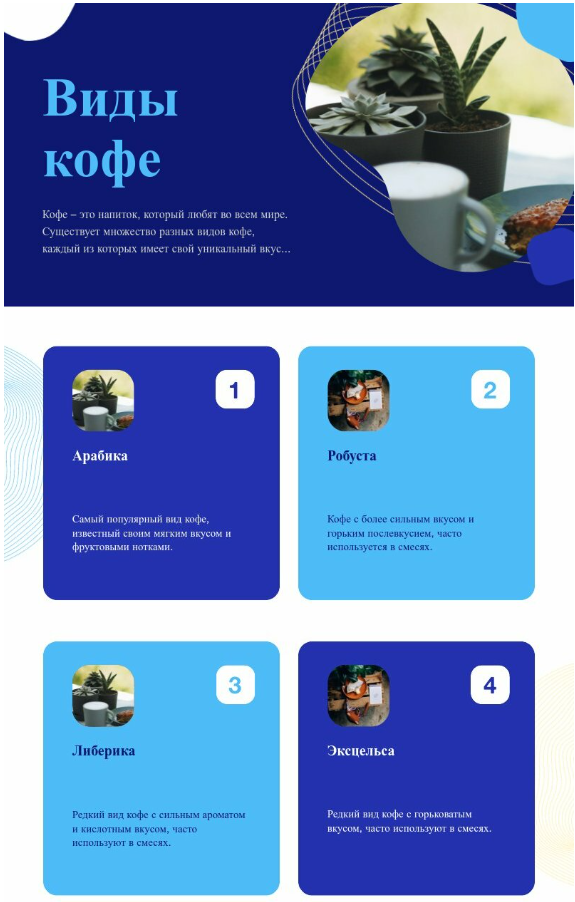 Виды
кофе
Кофе – это напиток, который любят во всем мире.
Существует множество разных видов кофе,
каждый из которых имеет свой уникальный вкус...
1
Арабика
Самый популярный вид кофе,
известный своим мягким вкусом и
фруктовыми нотками.
2
Робуста
Кофе с более сильным вкусом и
горьким послевкусием, часто
используется в смесях.
3
Либерика
Редкий вид кофе с сильным ароматом
и кислотным вкусом, часто
используют в смесях.
4
Эксцельса
Редкий вид кофе с горьковатым
вкусом, часто используют в смесях.